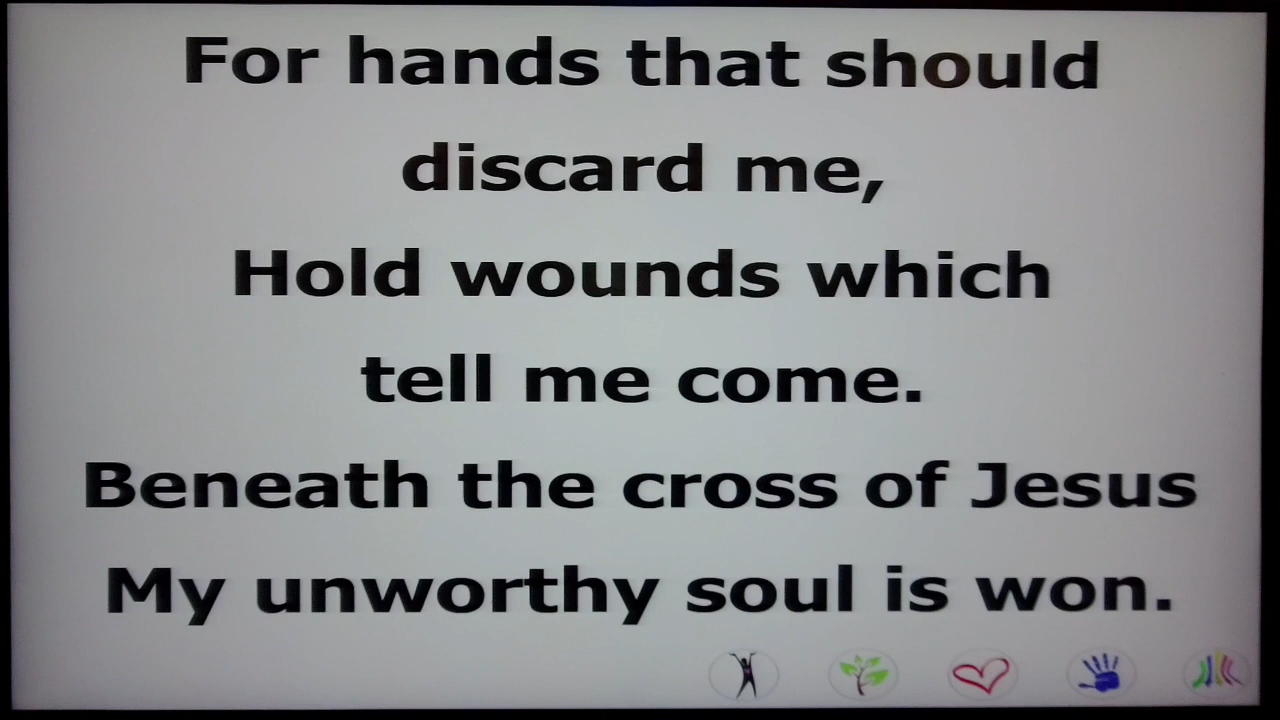 For hands that should
discard me,
Hold wounds which
tell me come.
Beneath the cross of Jesus
My unworthy soul is won.